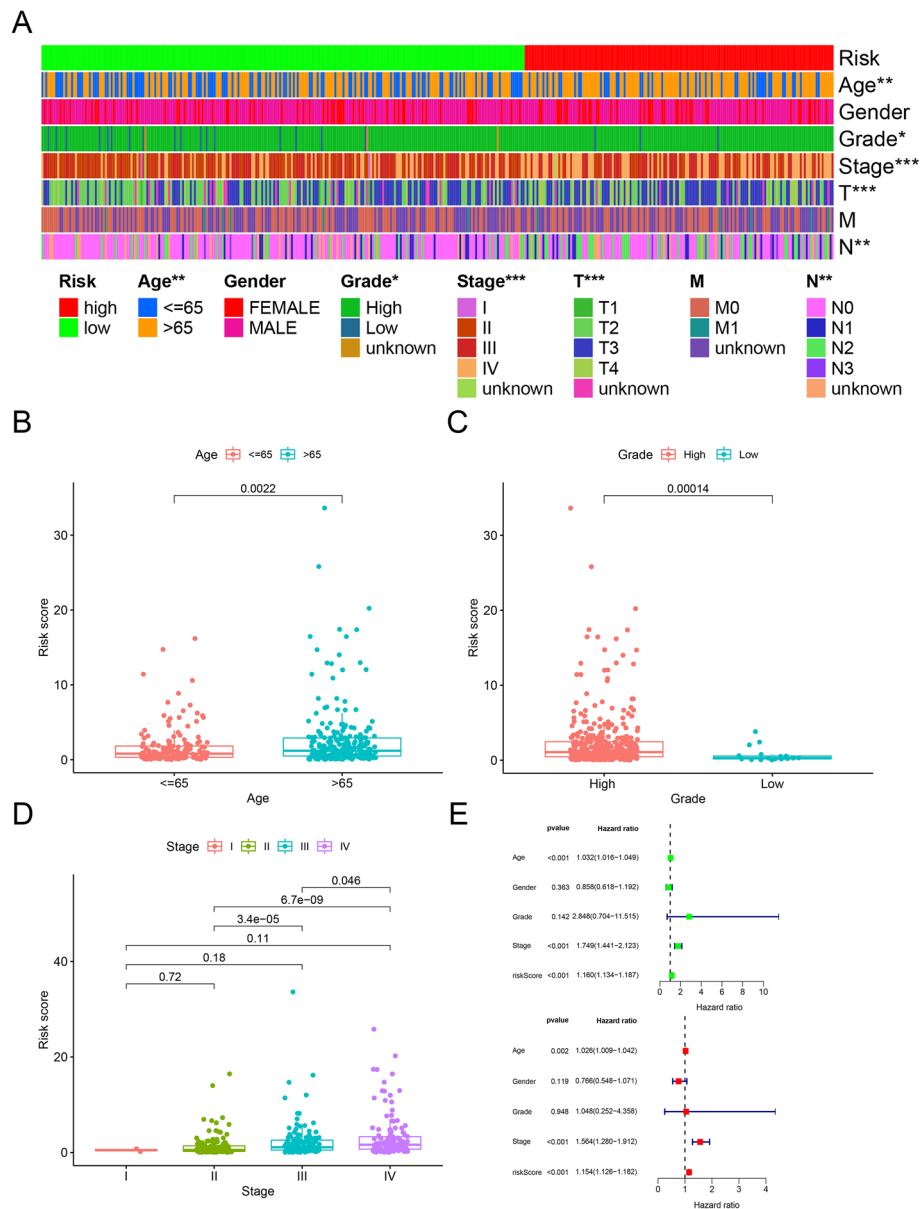 A
Risk
Age**
Gender
Grade*
Stage***
T***
M
N**
Risk Age** Gender Grade* Stage*** T*** M N**
high <=65 FEMALE High I T1 M0 N0
low >65 MALE Low II T2 M1 N1
unknown III T3 unknown N2
IV T4 N3
unknown unknown unknown
B
Age <=65 >65
0.0022
30
20
10
0
Risk score
<=65 >65
Age
C
Grade High Low
0.00014
30
20
10
0
Risk score
High Low
Grade
D
Stage I II III IV
0.046
6.7e−09
3.4e−05
0.11
0.18
0.72
40
20
0
Risk score
I II III IV
Stage
E
pvalue Hazard ratio
Age <0.001 1.032(1.016−1.049)
Gender 0.363 0.858(0.618−1.192)
Grade 0.142 2.848(0.704−11.515)
Stage <0.001 1.749(1.441−2.123)
riskScore <0.001 1.160(1.134−1.187)
0 2 4 6 8 10
Hazard ratio
pvalue Hazard ratio
Age 0.002 1.026(1.009−1.042)
Gender 0.119 0.766(0.548−1.071)
Grade 0.948 1.048(0.252−4.358)
Stage <0.001 1.564(1.280−1.912)
riskScore <0.001 1.154(1.126−1.182)
0 1 2 3 4
Hazard ratio